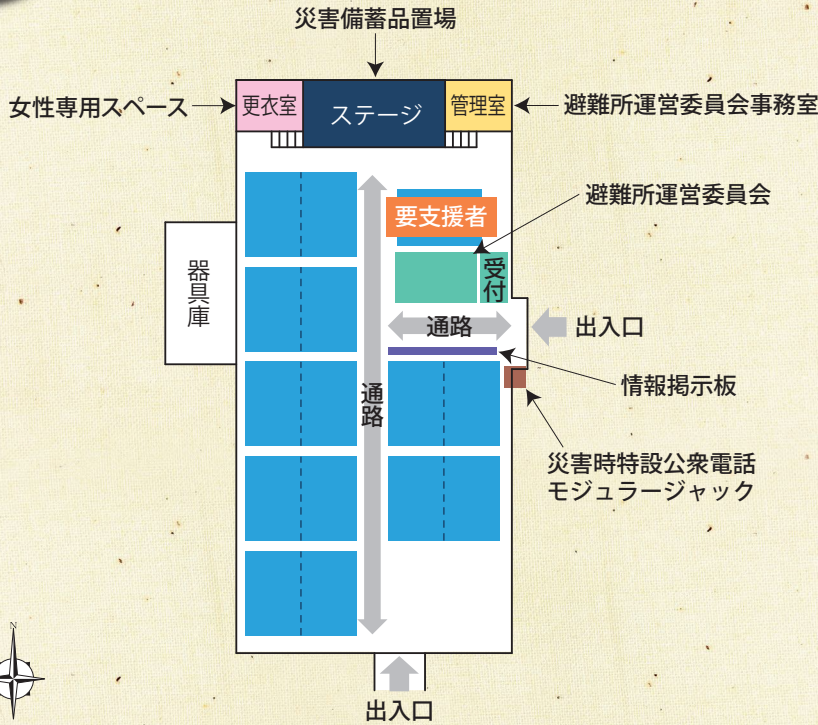 災害備蓄品置場
女性専用スペース
更衣室
ステージ
管理室
避難所運営委員会事務室
避難所運営委員会
要支援者
受付
器具庫
通路
出入口
情報掲示板
通路
災害時特設公衆電話
モジュラージャック
N
出入口